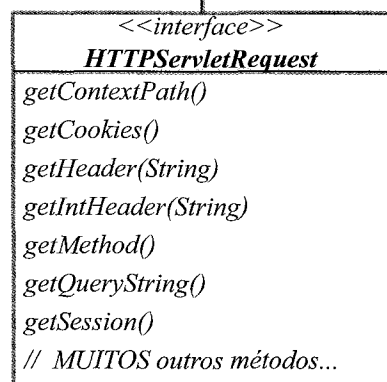 <<interface>>
HTTPServletRequest
getContextPath()
getCookies()
getHeader(String)
getIntHeader(String)
getMethod()
getQueryString()
getSession()
// MUITOS outros métodos...